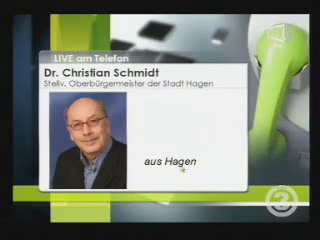 LIVE am Telefon
Dr. Christian Schmidt
Stellv. Oberbürgermeister der Stadt Hagen
aus Hagen